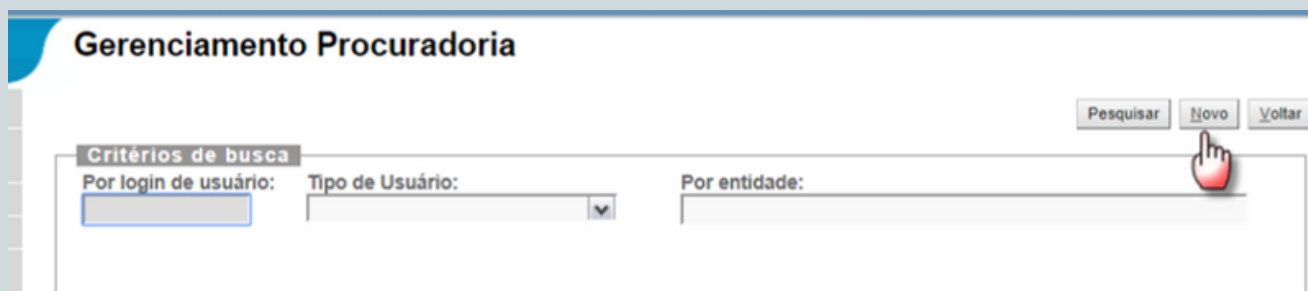 Gerenciamento Procuradoria
Pesquisar Novo Voltar
Critérios de busca
Por login de usuário: Tipo de Usuário: Por entidade: